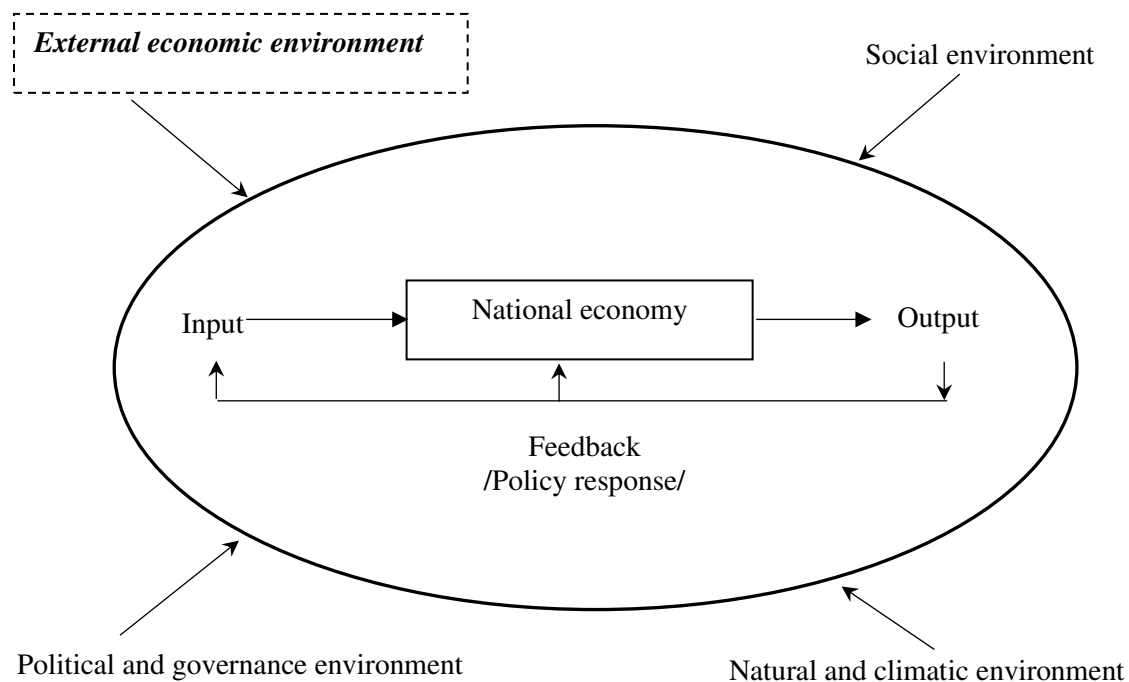 External economic environment
Social environment
National economy
Input
Output
Feedback
/Policy response/
Political and governance environment
Natural and climatic environment